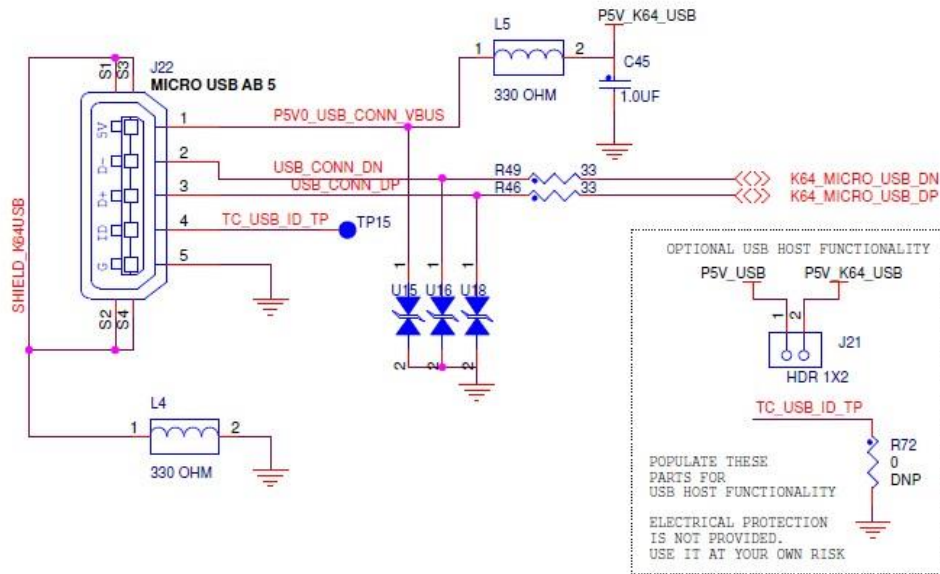 P5V_K64_USB
L5
1
2
330 OHM
C45
1.0UF
S1
S3
J22
MICRO USB AB 5
5V
D-
D+
ID
G
1
2
3
4
5
P5V0_USB_CONN_VBUS
USB_CONN_DN
USB_CONN_DP
TC_USB_ID_TP
TP15
R49
33
R46
33
K64_MICRO_USB_DN
K64_MICRO_USB_DP
SHIELD_K64USB
S2
S4
1
1
1
U15
U16
U18
2
2
2
L4
1
2
330 OHM
OPTIONAL USB HOST FUNCTIONALITY
P5V_USB
P5V_K64_USB
1
2
J21
HDR 1X2
TC_USB_ID_TP
R72
0
DNP
POPULATE THESE
PARTS FOR
USB HOST FUNCTIONALITY
ELECTRICAL PROTECTION
IS NOT PROVIDED.
USE IT AT YOUR OWN RISK